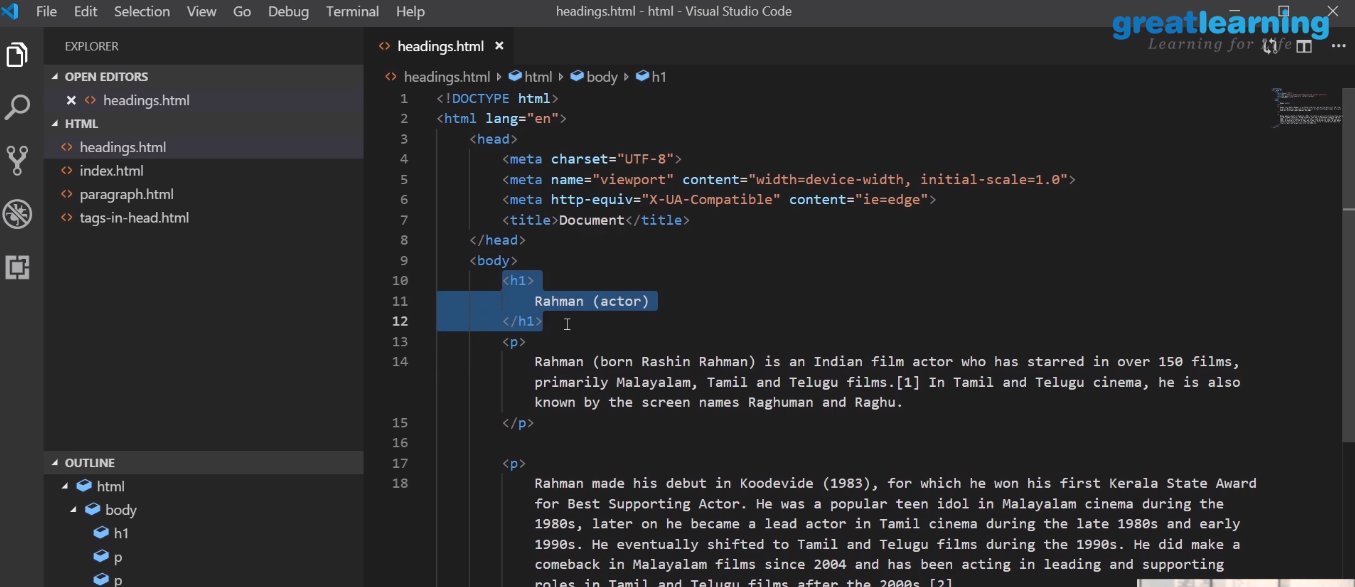 File Edit Selection View Go Debug Terminal Help
headings.html - html - Visual Studio Code
greatlearning
Learning for life
EXPLORER
OPEN EDITORS
headings.html
HTML
headings.html
index.html
paragraph.html
tags-in-head.html
OUTLINE
html
body
h1
p
p
headings.html
headings.html html body h1
1 <!DOCTYPE html>
2 <html lang="en">
3 <head>
4 <meta charset="UTF-8">
5 <meta name="viewport" content="width=device-width, initial-scale=1.0">
6 <meta http-equiv="X-UA-Compatible" content="ie=edge">
7 <title>Document</title>
8 </head>
9 <body>
10 <h1>
11 Rahman (actor)
12 </h1>
13 <p>
14 Rahman (born Rashin Rahman) is an Indian film actor who has starred in over 150 films,
primarily Malayalam, Tamil and Telugu films.[1] In Tamil and Telugu cinema, he is also
known by the screen names Raghuman and Raghu.
15 </p>
16
17 <p>
18 Rahman made his debut in Koodevide (1983), for which he won his first Kerala State Award
for Best Supporting Actor. He was a popular teen idol in Malayalam cinema during the
1980s, later on he became a lead actor in Tamil cinema during the late 1980s and early
1990s. He eventually shifted to Tamil and Telugu films during the 1990s. He did make a
comeback in Malayalam films since 2004 and has been acting in leading and supporting
roles in Tamil and Telugu films after the 2000s.[2]